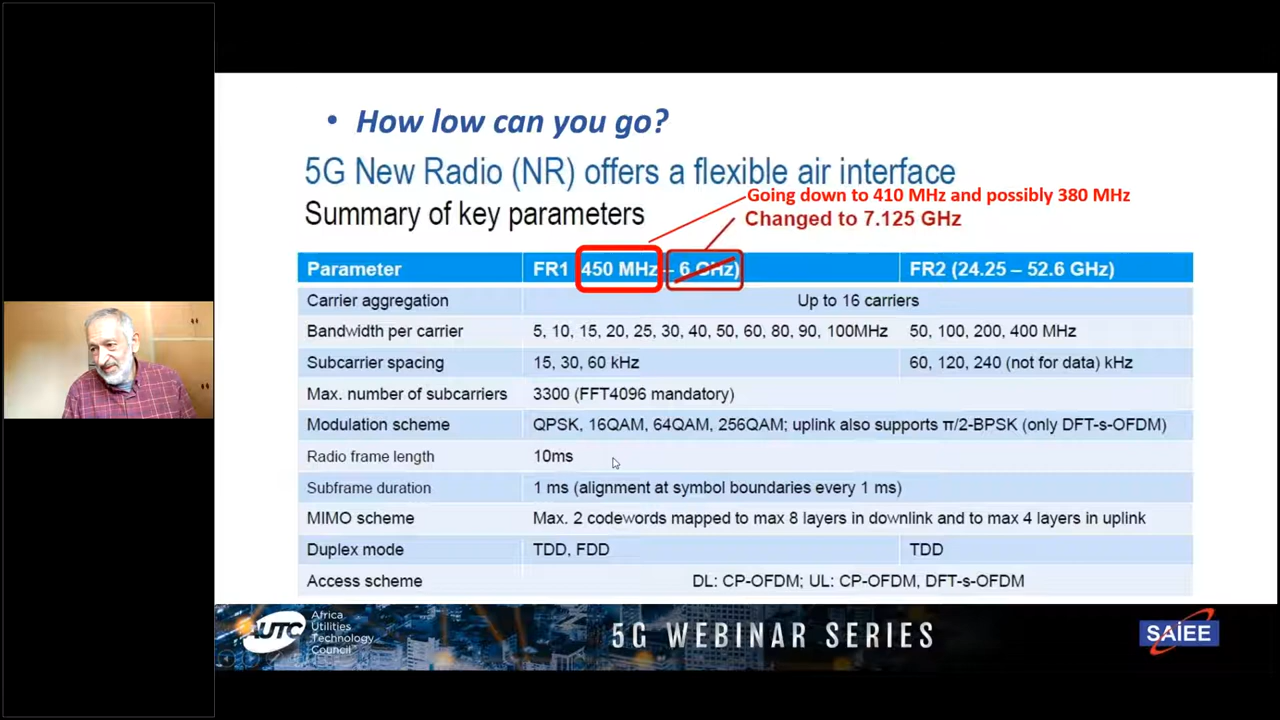 • How low can you go?
5G New Radio (NR) offers a flexible air interface
Going down to 410 MHz and possibly 380 MHz
Summary of key parameters
Changed to 7.125 GHz
Parameter FR1 450 MHz – 6 GHz) FR2 (24.25 – 52.6 GHz)
Carrier aggregation Up to 16 carriers
Bandwidth per carrier 5, 10, 15, 20, 25, 30, 40, 50, 60, 80, 90, 100MHz 50, 100, 200, 400 MHz
Subcarrier spacing 15, 30, 60 kHz 60, 120, 240 (not for data) kHz
Max. number of subcarriers 3300 (FFT4096 mandatory)
Modulation scheme QPSK, 16QAM, 64QAM, 256QAM; uplink also supports π/2-BPSK (only DFT-s-OFDM)
Radio frame length 10ms
Subframe duration 1 ms (alignment at symbol boundaries every 1 ms)
MIMO scheme Max. 2 codewords mapped to max 8 layers in downlink and to max 4 layers in uplink
Duplex mode TDD, FDD TDD
Access scheme DL: CP-OFDM; UL: CP-OFDM, DFT-s-OFDM
AUTC
Africa
Utilities
Technology
Council
5G WEBINAR SERIES
SAIEE